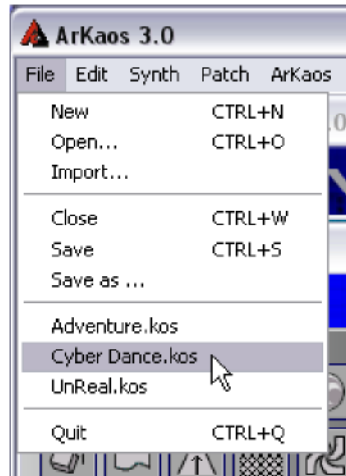 ArKaos 3.0
File Edit Synth Patch ArKaos
New CTRL+N
Open... CTRL+O
Import...
Close CTRL+W
Save CTRL+S
Save as ...
Adventure.kos
Cyber Dance.kos
UnReal.kos
Quit CTRL+Q